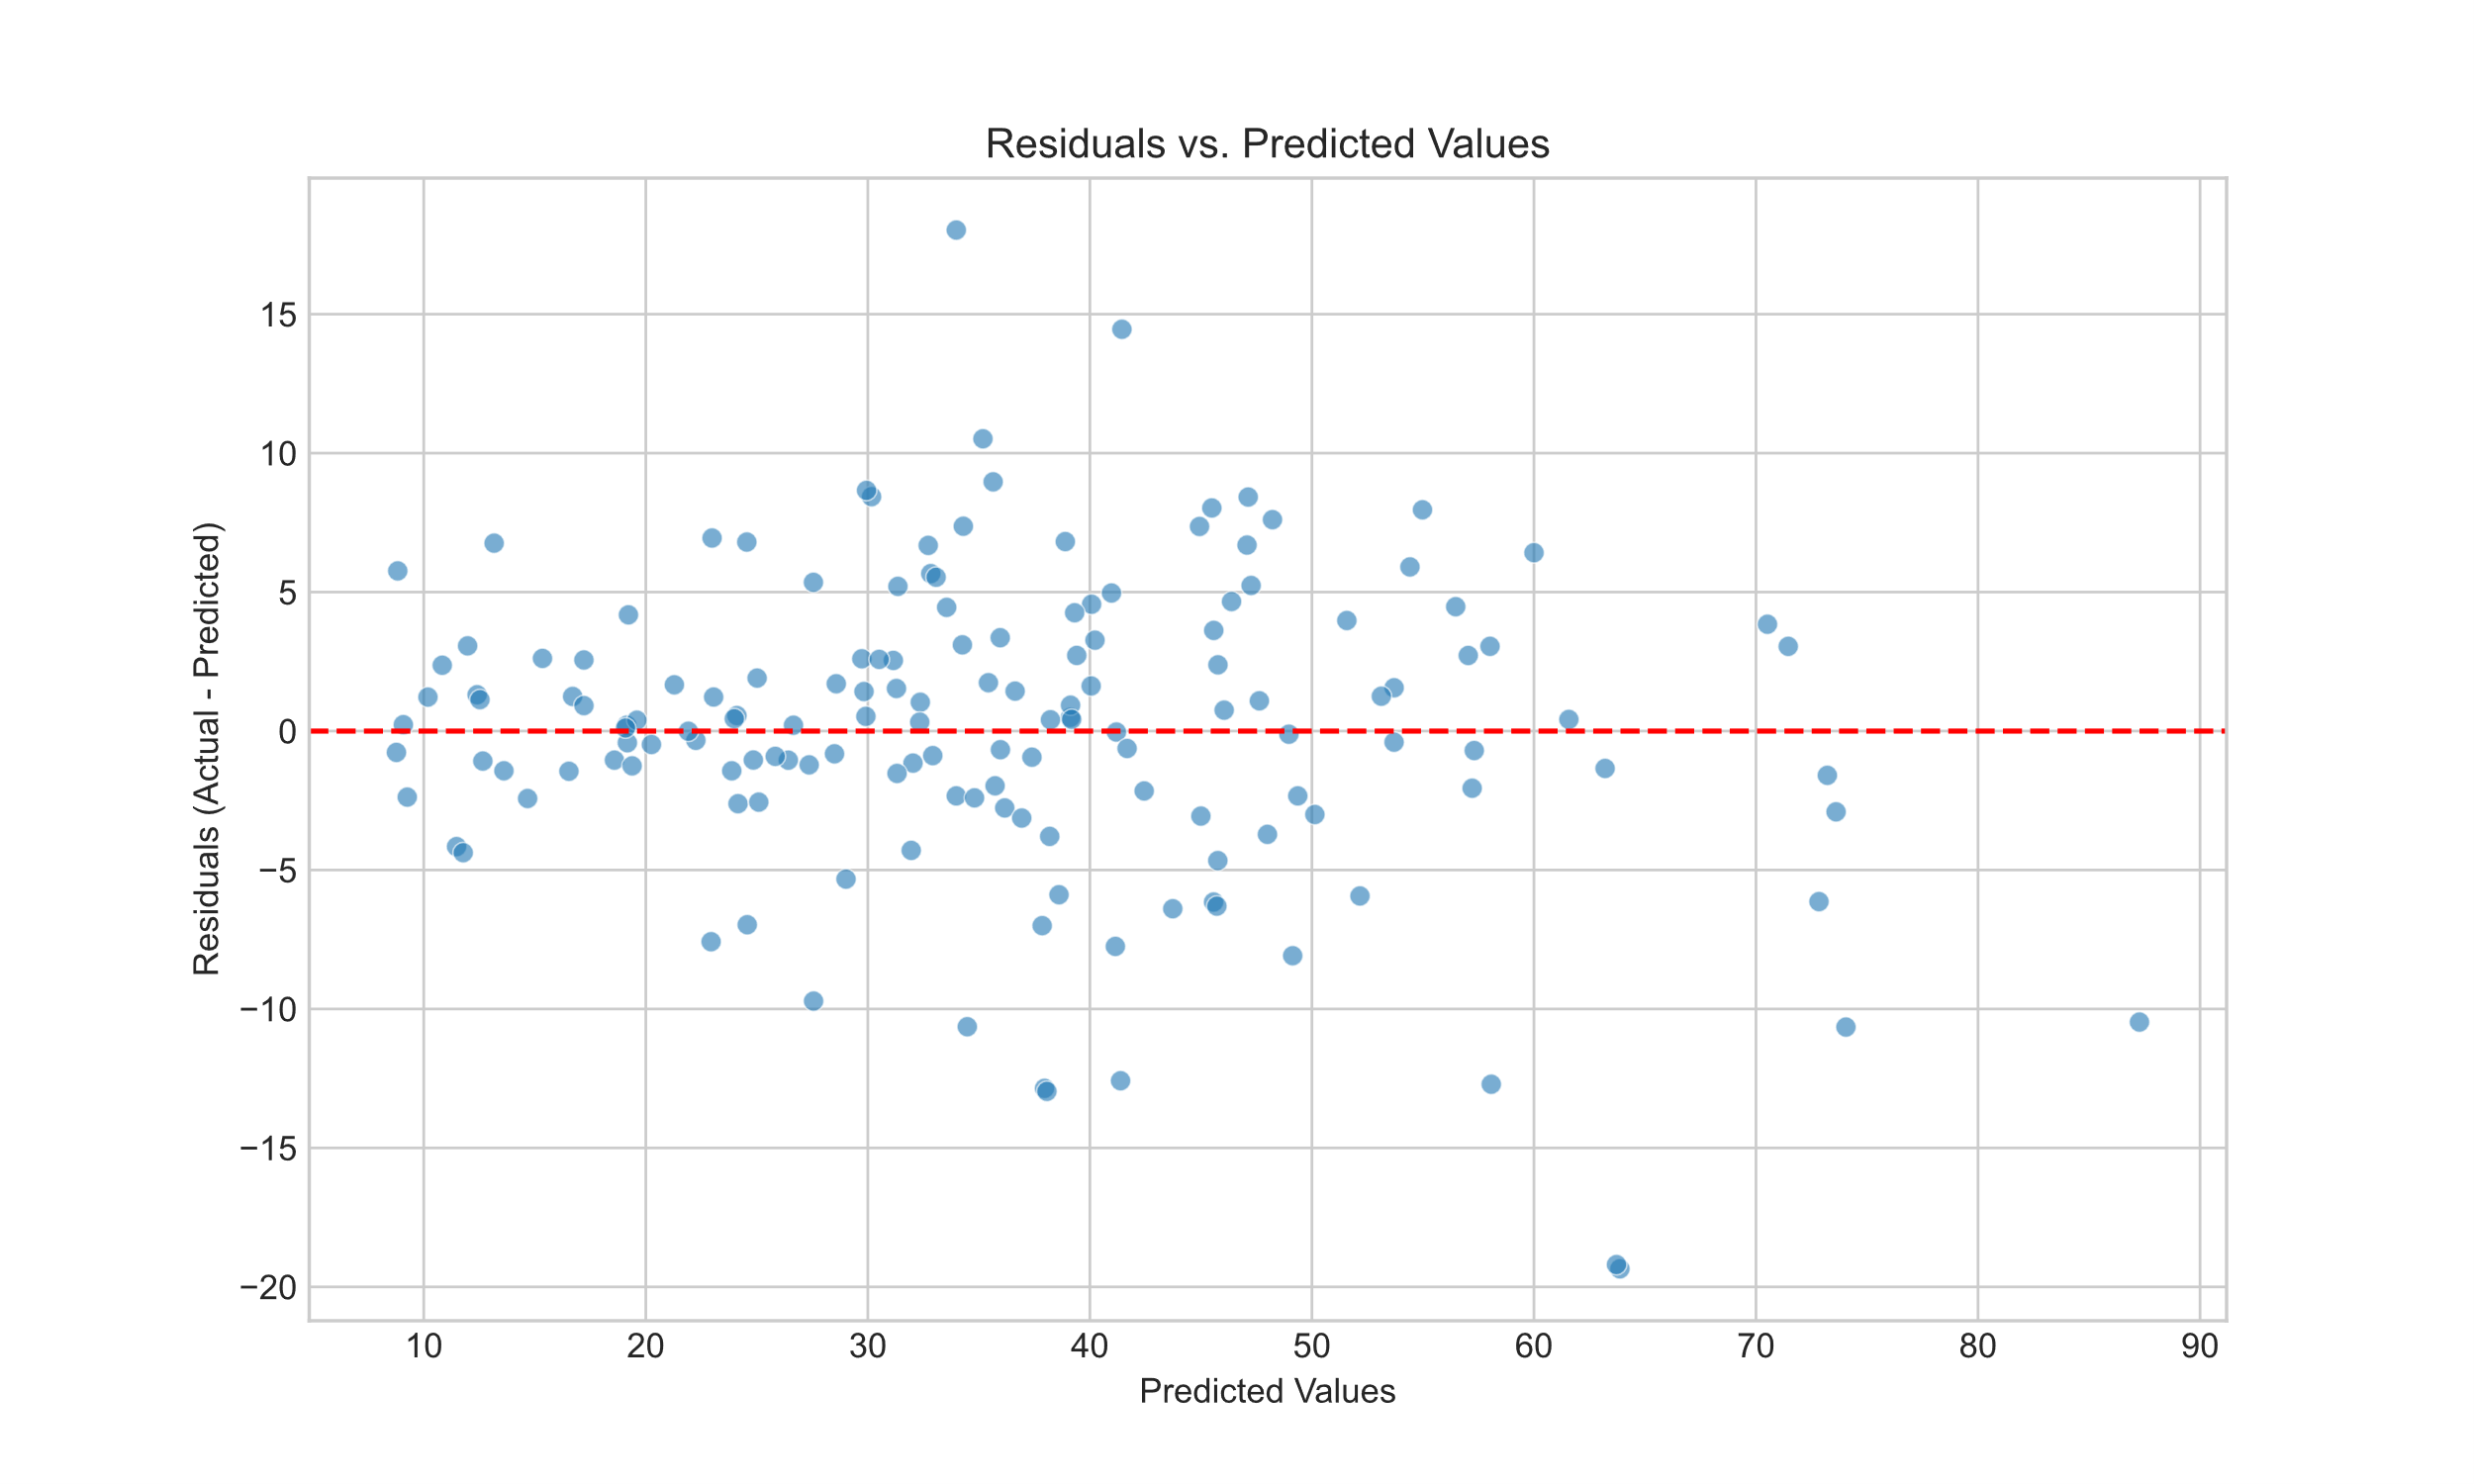 Residuals vs. Predicted Values
Residuals (Actual - Predicted)
15
10
5
0
−5
−10
−15
−20
10 20 30 40 50 60 70 80 90
Predicted Values